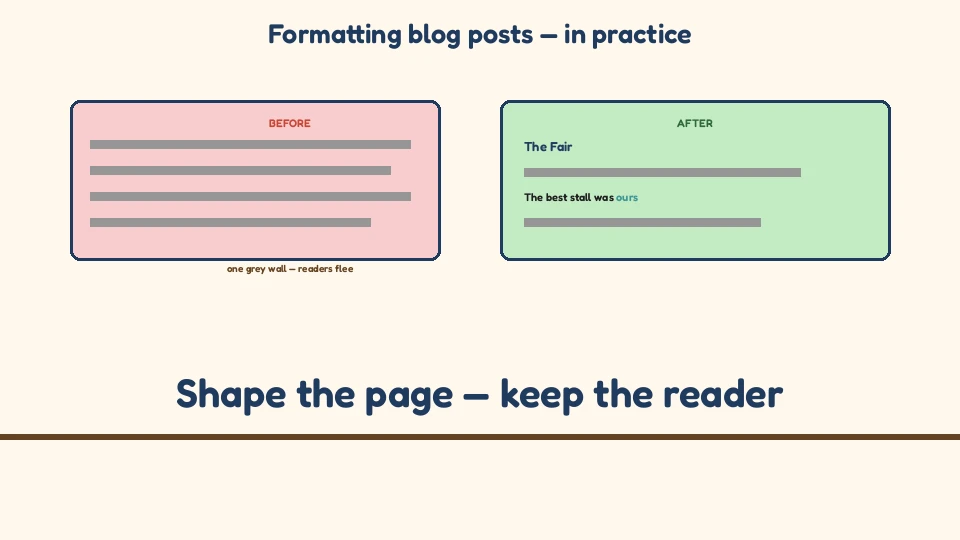 Formatting blog posts — in practice
BEFORE
one grey wall — readers flee
AFTER
The Fair
The best stall was ours
Shape the page — keep the reader